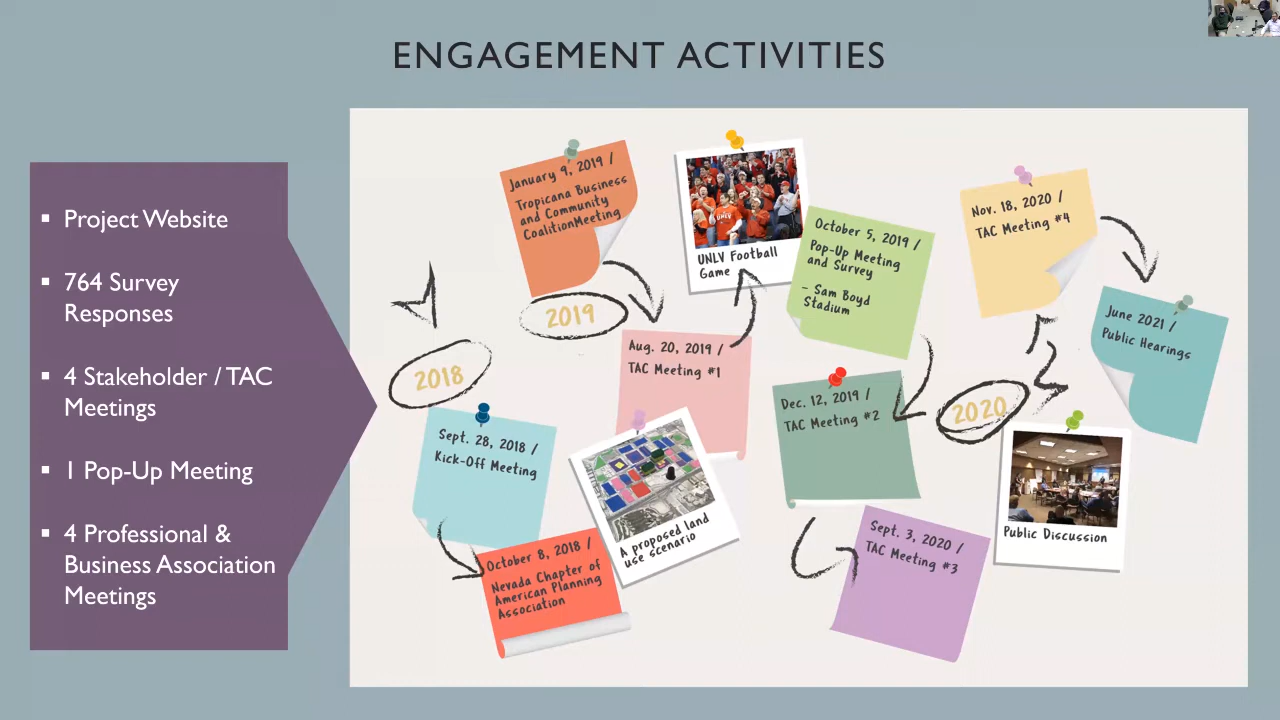 ENGAGEMENT ACTIVITIES
▪ Project Website
▪ 764 Survey
Responses
▪ 4 Stakeholder / TAC
Meetings
▪ 1 Pop-Up Meeting
▪ 4 Professional &
Business Association
Meetings
2018
Sept. 28, 2018 /
Kick-Off Meeting
October 8, 2018 /
Nevada Chapter of
American Planning
Association
2019
January 9, 2019 /
Tropicana Business
and Community
CoalitionMeeting
Aug. 20, 2019 /
TAC Meeting #1
A proposed land
use scenario
UNLV
UNLV Football
Game
October 5, 2019 /
Pop-Up Meeting
and Survey
- Sam Boyd
Stadium
Dec. 12, 2019 /
TAC Meeting #2
2020
Sept. 3, 2020 /
TAC Meeting #3
Public Discussion
Nov. 18, 2020 /
TAC Meeting #4
June 2021 /
Public Hearings